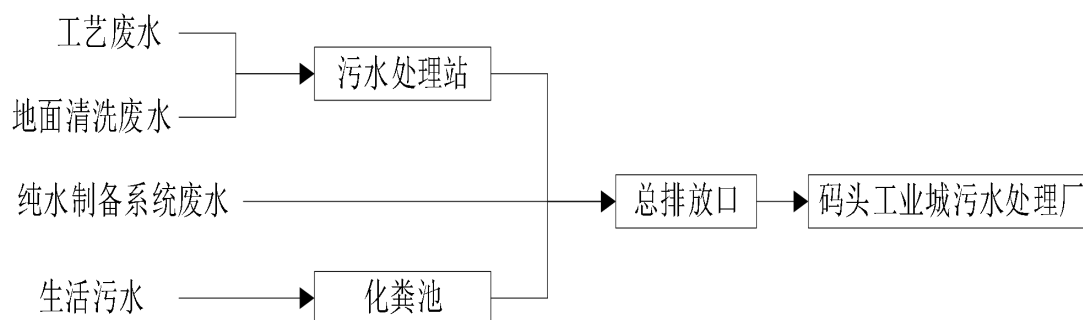 工艺废水
污水处理站
地面清洗废水
纯水制备系统废水
总排放口
码头工业城污水处理厂
生活污水
化粪池